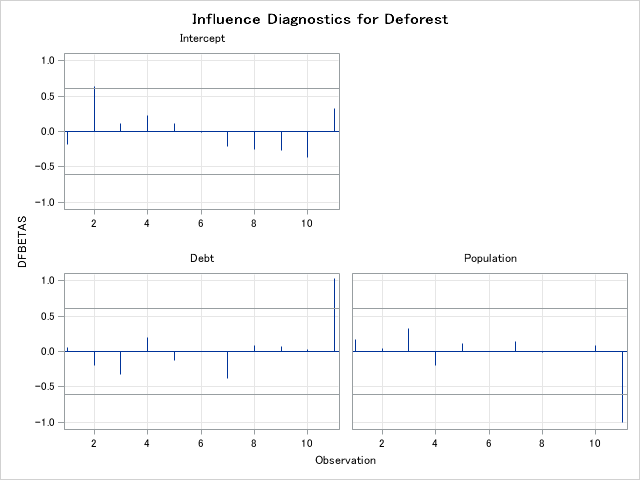 Influence Diagnostics for Deforest
Intercept
1.0
0.5
0.0
−0.5
−1.0
2 4 6 8 10
DFBETAS
Debt
Population
1.0
0.5
0.0
−0.5
−1.0
2 4 6 8 10
2 4 6 8 10
Observation